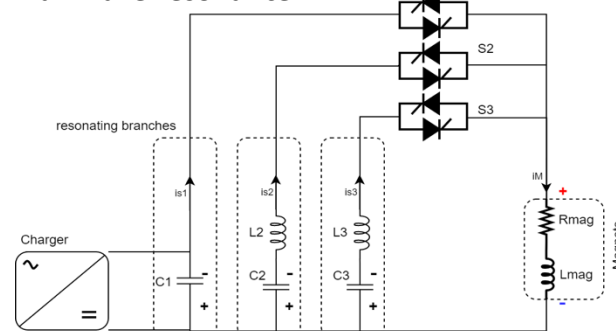 S2
S3
resonating branches
is1
is2
is3
iM
+
Rmag
Charger
L2
L3
C1
-
C2
-
C3
-
Lmag
+
+
+
-